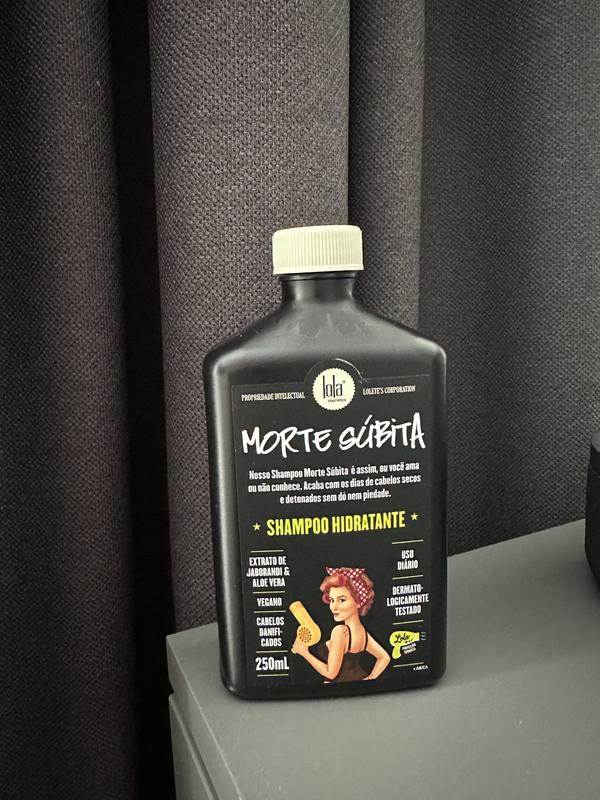 lola
cosmetics
PROPRIEDADE INTELECTUAL
LOLETE'S CORPORATION
MORTE SÚBITA
Nosso Shampoo Morte Súbita é assim, ou você ama
ou não conhece. Acaba com os dias de cabelos secos
e detonados sem dó nem piedade.
SHAMPOO HIDRATANTE
EXTRATO DE
JABORANDI &
ALOE VERA
VEGANO
CABELOS
DANIFI-
CADOS
250mL
USO
DIÁRIO
DERMATO-
LOGICAMENTE
TESTADO
Lola